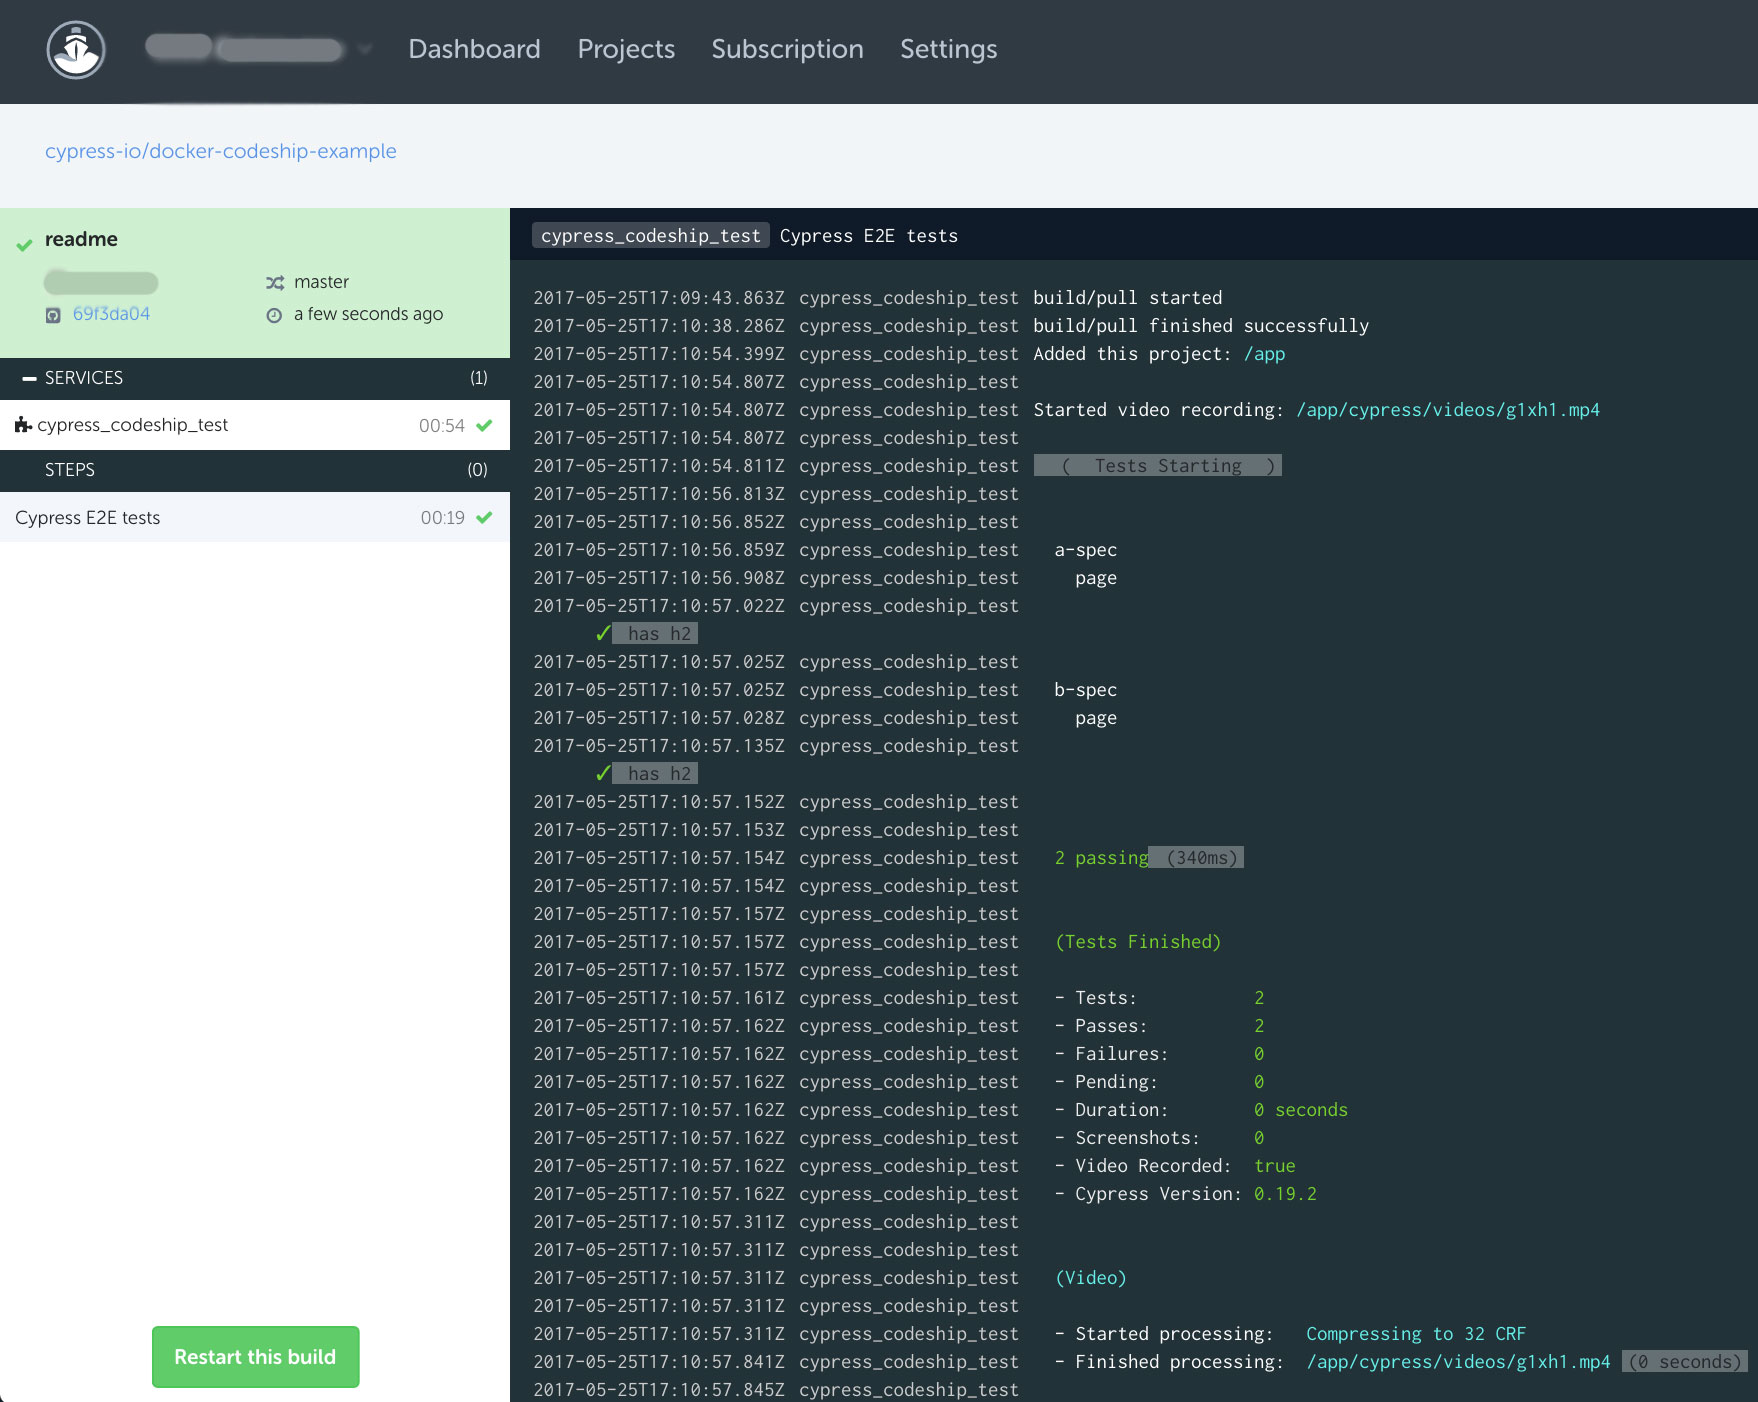 Dashboard Projects Subscription Settings
cypress-io/docker-codeship-example
readme
master
69f3da04 a few seconds ago
SERVICES (1)
cypress_codeship_test 00:54
STEPS (0)
Cypress E2E tests 00:19
Restart this build
cypress_codeship_test Cypress E2E tests
2017-05-25T17:09:43.863Z cypress_codeship_test build/pull started
2017-05-25T17:10:38.286Z cypress_codeship_test build/pull finished successfully
2017-05-25T17:10:54.399Z cypress_codeship_test Added this project: /app
2017-05-25T17:10:54.807Z cypress_codeship_test
2017-05-25T17:10:54.807Z cypress_codeship_test Started video recording: /app/cypress/videos/g1xh1.mp4
2017-05-25T17:10:54.807Z cypress_codeship_test
2017-05-25T17:10:54.811Z cypress_codeship_test ( Tests Starting )
2017-05-25T17:10:56.813Z cypress_codeship_test
2017-05-25T17:10:56.852Z cypress_codeship_test
2017-05-25T17:10:56.859Z cypress_codeship_test a-spec
2017-05-25T17:10:56.908Z cypress_codeship_test page
2017-05-25T17:10:57.022Z cypress_codeship_test
✓ has h2
2017-05-25T17:10:57.025Z cypress_codeship_test
2017-05-25T17:10:57.025Z cypress_codeship_test b-spec
2017-05-25T17:10:57.028Z cypress_codeship_test page
2017-05-25T17:10:57.135Z cypress_codeship_test
✓ has h2
2017-05-25T17:10:57.152Z cypress_codeship_test
2017-05-25T17:10:57.153Z cypress_codeship_test
2017-05-25T17:10:57.154Z cypress_codeship_test 2 passing (340ms)
2017-05-25T17:10:57.154Z cypress_codeship_test
2017-05-25T17:10:57.157Z cypress_codeship_test
2017-05-25T17:10:57.157Z cypress_codeship_test (Tests Finished)
2017-05-25T17:10:57.157Z cypress_codeship_test
2017-05-25T17:10:57.161Z cypress_codeship_test - Tests: 2
2017-05-25T17:10:57.162Z cypress_codeship_test - Passes: 2
2017-05-25T17:10:57.162Z cypress_codeship_test - Failures: 0
2017-05-25T17:10:57.162Z cypress_codeship_test - Pending: 0
2017-05-25T17:10:57.162Z cypress_codeship_test - Duration: 0 seconds
2017-05-25T17:10:57.162Z cypress_codeship_test - Screenshots: 0
2017-05-25T17:10:57.162Z cypress_codeship_test - Video Recorded: true
2017-05-25T17:10:57.162Z cypress_codeship_test - Cypress Version: 0.19.2
2017-05-25T17:10:57.311Z cypress_codeship_test
2017-05-25T17:10:57.311Z cypress_codeship_test
2017-05-25T17:10:57.311Z cypress_codeship_test (Video)
2017-05-25T17:10:57.311Z cypress_codeship_test
2017-05-25T17:10:57.311Z cypress_codeship_test - Started processing: Compressing to 32 CRF
2017-05-25T17:10:57.841Z cypress_codeship_test - Finished processing: /app/cypress/videos/g1xh1.mp4 (0 seconds)
2017-05-25T17:10:57.845Z cypress_codeship_test